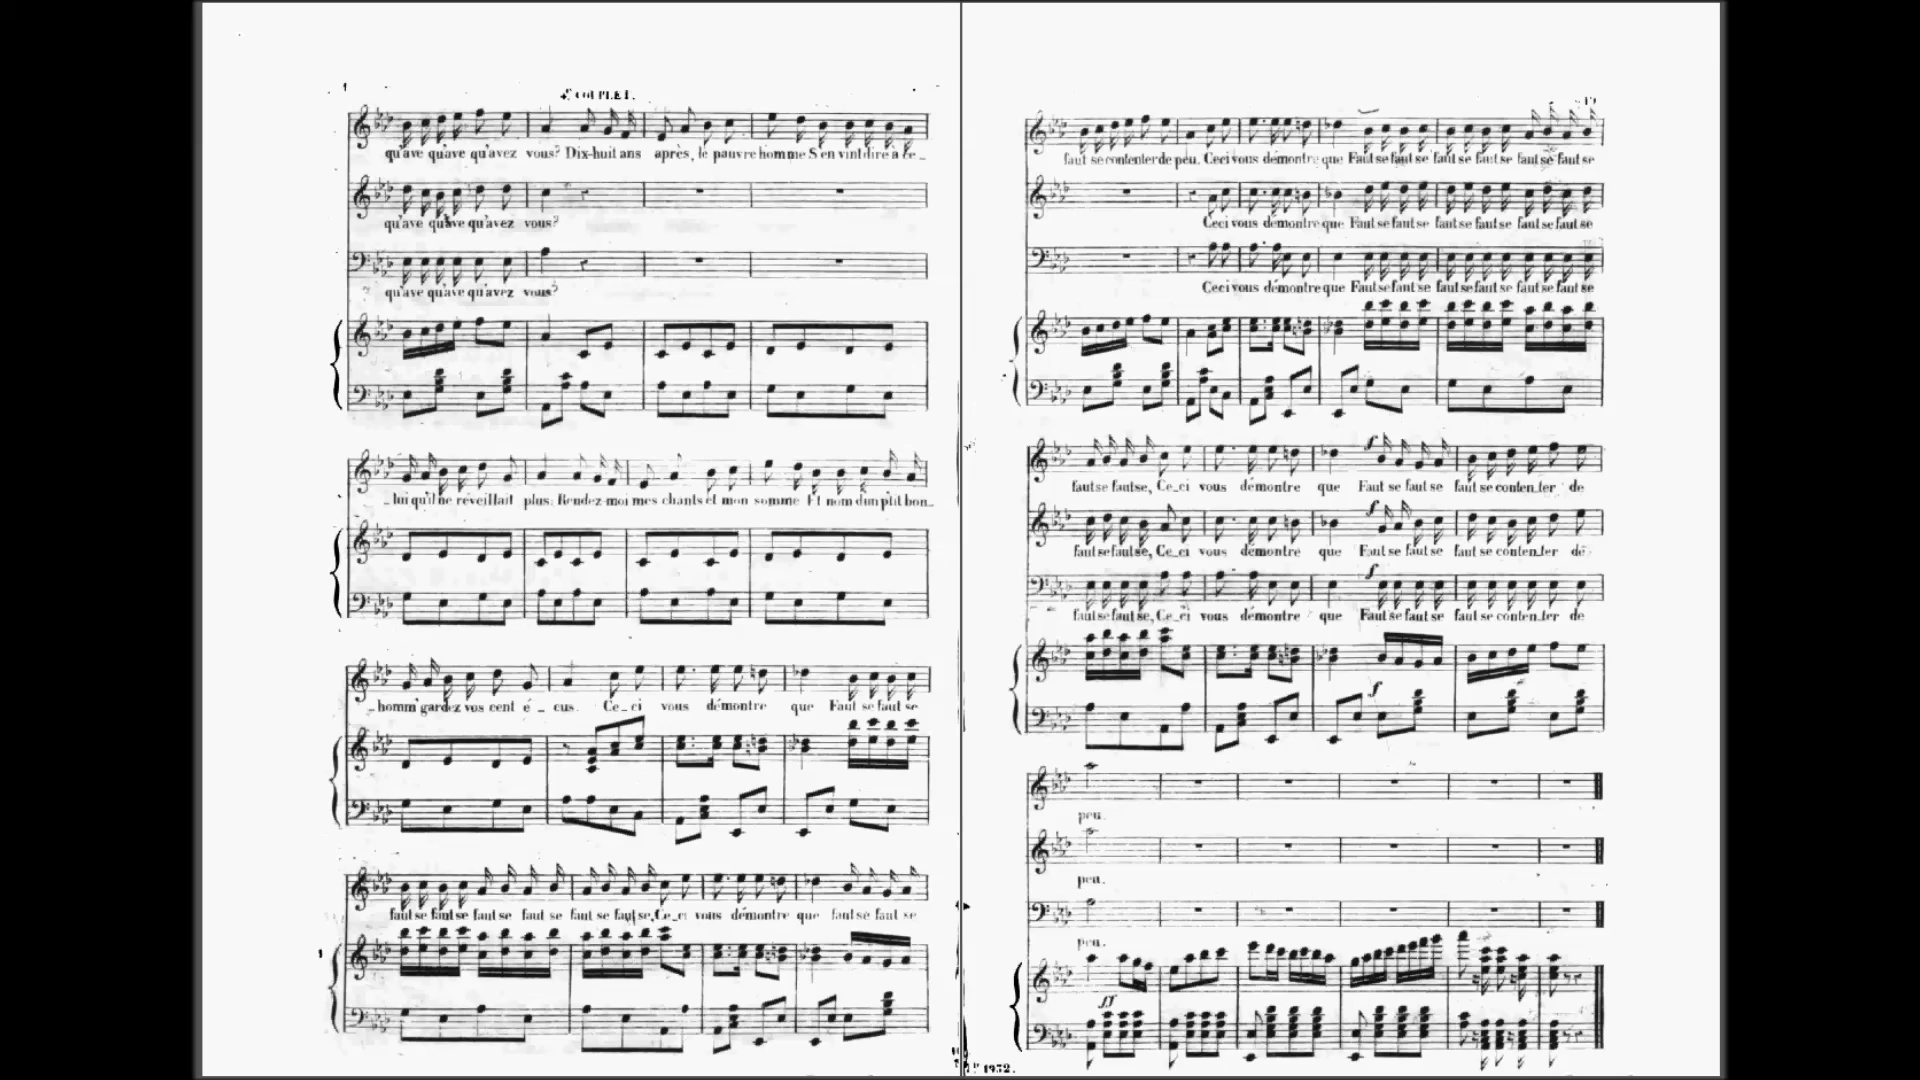 4e COUPLET.
qu'ave qu'ave qu'avez vous? Dix-huit ans après, le pauvre homme S'en vint dire à ce_
qu'ave qu'ave qu'avez vous?
qu'ave qu'ave qu'avez vous?
_lui qu'il ne réveillait plus: Rendez-moi mes chants et mon somme Et nom d'un p'tit bon_
_homm' gardez vos cent é_cus. Ce_ci vous démontre que Faut se faut se
faut se faut se faut se faut se faut se faut se, Ce_ci vous démontre que faut se faut se
19
faut se contenter de peu. Ceci vous démontre que Faut se faut se faut se faut se faut se faut se
Ceci vous démontre que Faut se faut se faut se faut se faut se faut se
Ceci vous démontre que Faut se faut se faut se faut se faut se faut se
faut se faut se, Ce_ci vous démontre que Faut se faut se faut se conten_ter de
f
faut se faut se, Ce_ci vous démontre que Faut se faut se faut se conten_ter de
f
faut se faut se, Ce_ci vous démontre que Faut se faut se faut se conten_ter de
f
peu.
peu.
peu.
ff
1932.